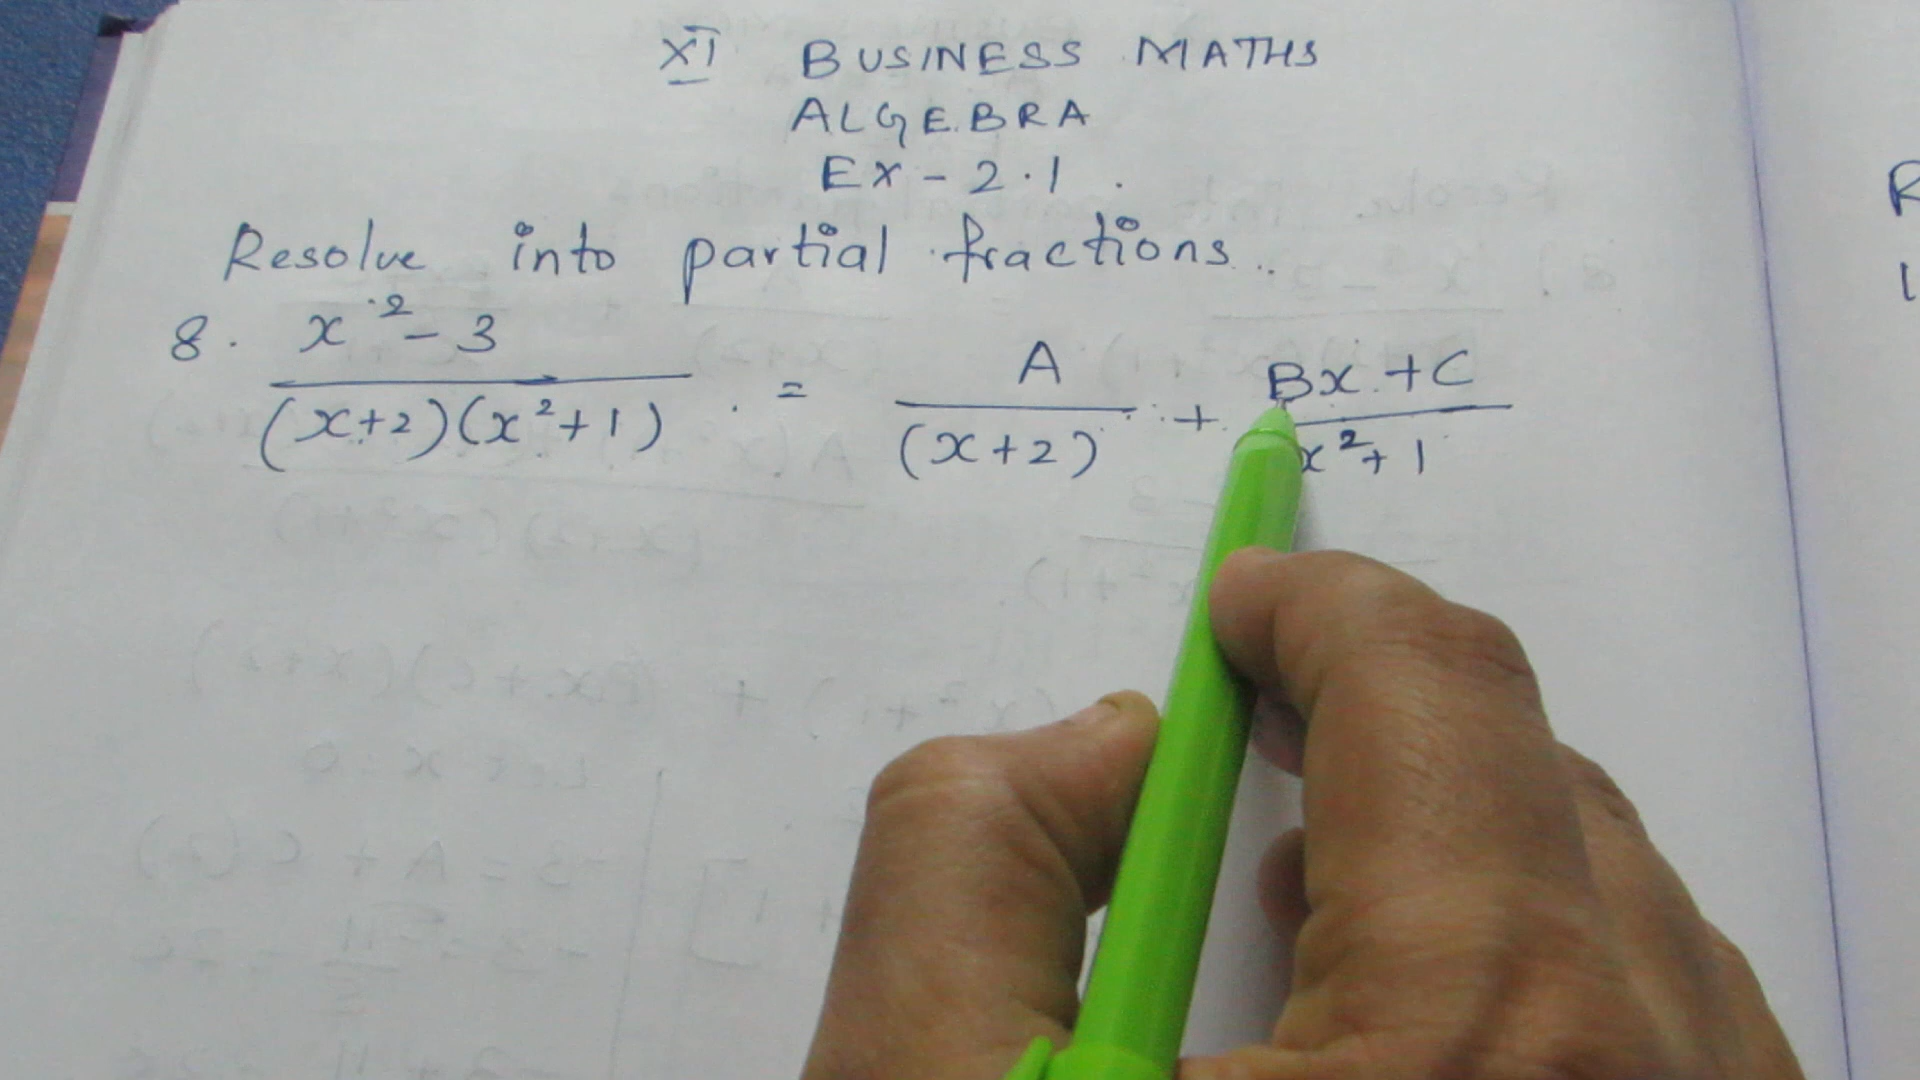 XI BUSINESS MATHS
ALGEBRA
Ex - 2.1
Resolve into partial fractions.
8. x² - 3 / (x+2)(x²+1) = A / (x+2) + Bx + C / x²+1
R
1